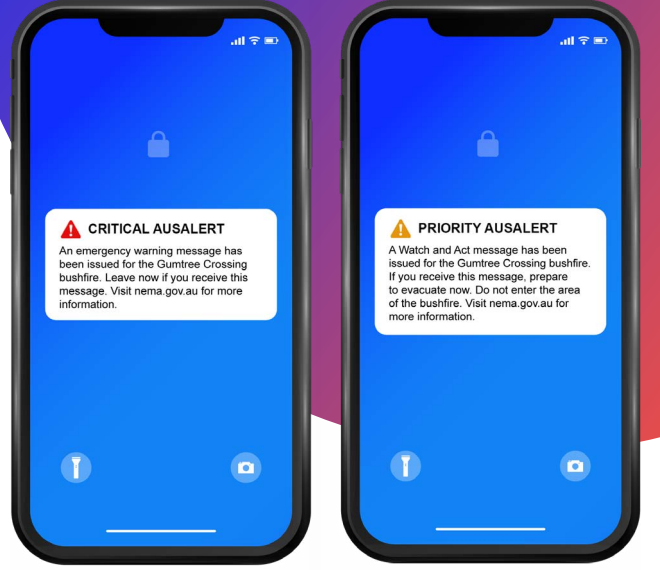 CRITICAL AUSALERT
An emergency warning message has
been issued for the Gumtree Crossing
bushfire. Leave now if you receive this
message. Visit nema.gov.au for more
information.
PRIORITY AUSALERT
A Watch and Act message has been
issued for the Gumtree Crossing bushfire.
If you receive this message, prepare
to evacuate now. Do not enter the area
of the bushfire. Visit nema.gov.au for
more information.